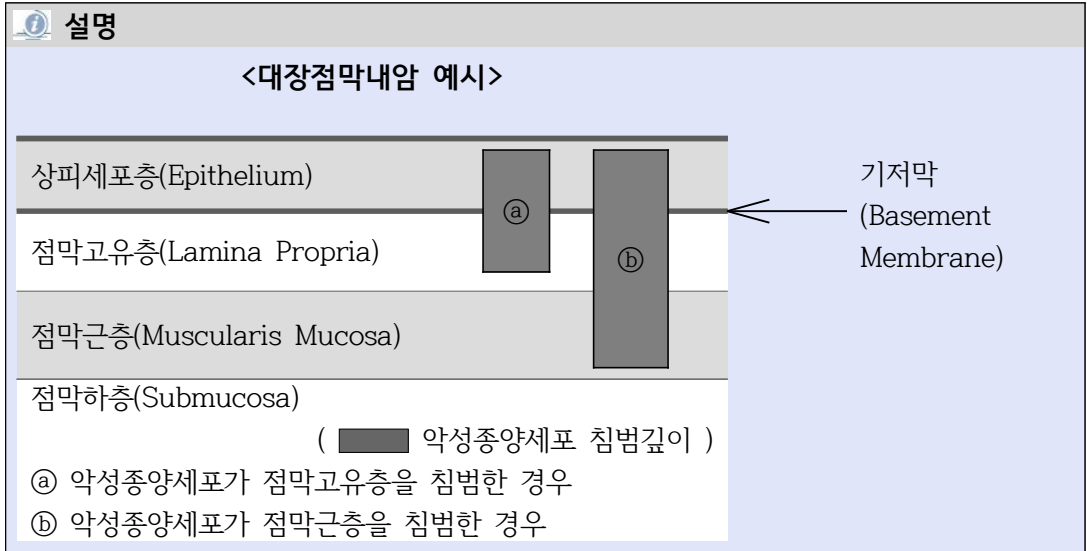 설명
<대장점막내암 예시>
상피세포층(Epithelium)
ⓐ
기저막
(Basement
Membrane)
점막고유층(Lamina Propria)
ⓑ
점막근층(Muscularis Mucosa)
점막하층(Submucosa)
( 악성종양세포 침범깊이 )
ⓐ 악성종양세포가 점막고유층을 침범한 경우
ⓑ 악성종양세포가 점막근층을 침범한 경우